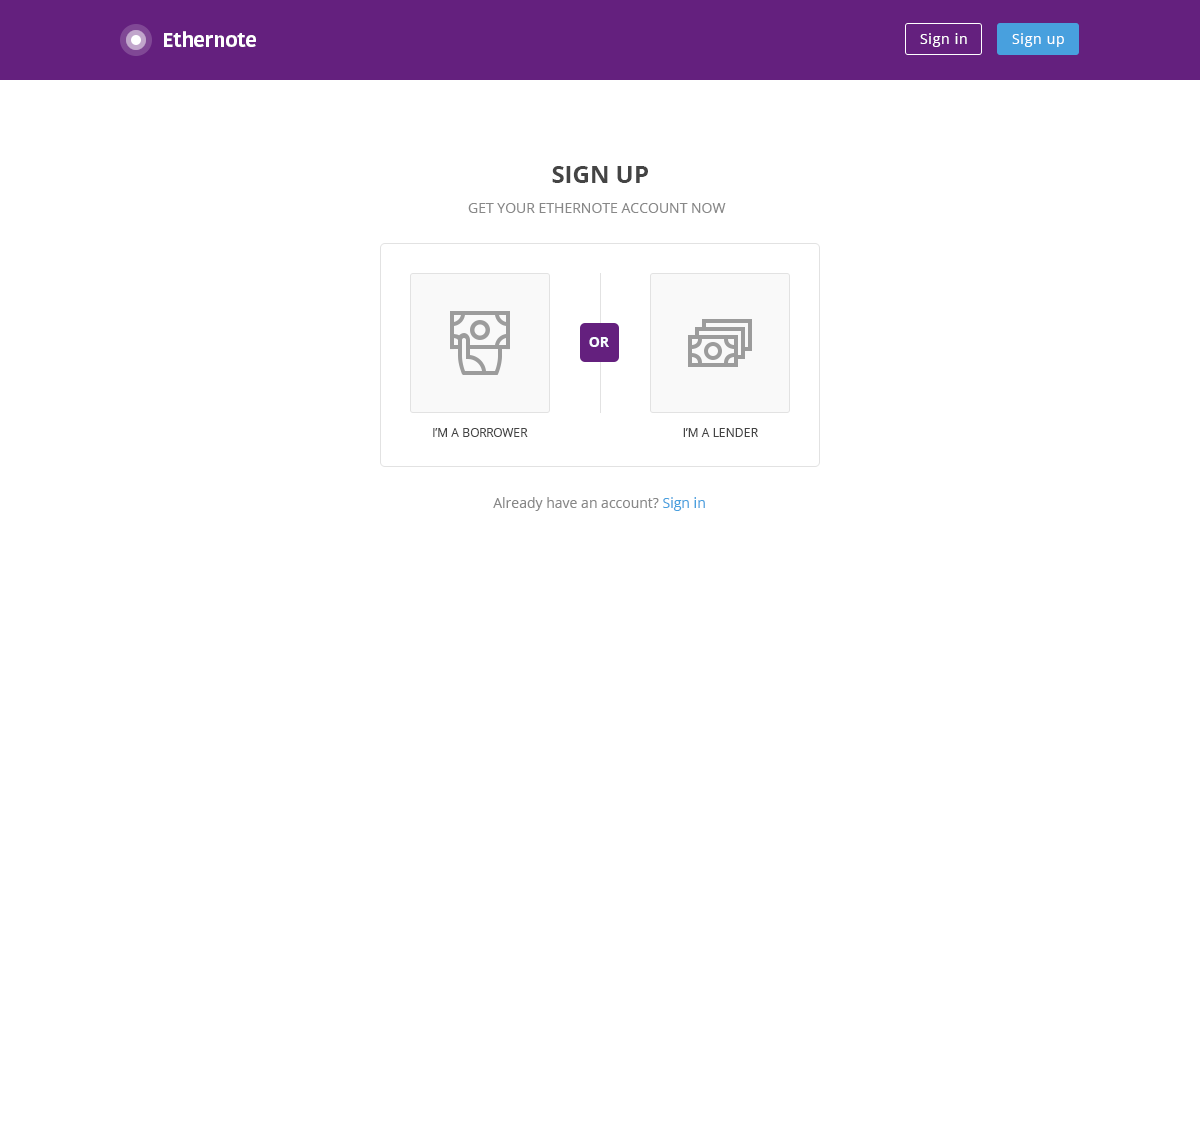 Ethernote
Sign in
Sign up
SIGN UP
GET YOUR ETHERNOTE ACCOUNT NOW
OR
I'M A BORROWER
I'M A LENDER
Already have an account? Sign in